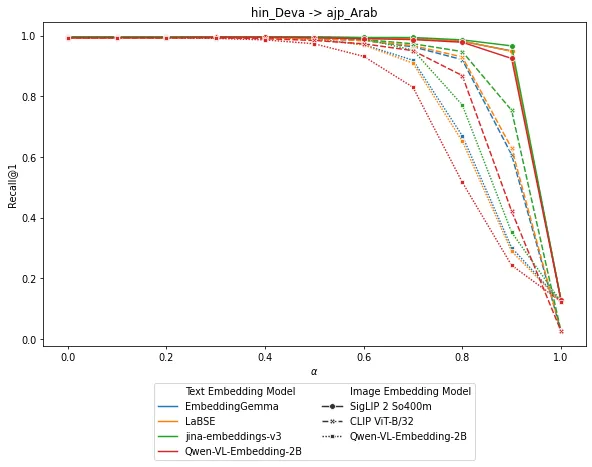 hin_Deva -> ajp_Arab
1.0
0.8
0.6
0.4
0.2
0.0
Recall@1
0.0 0.2 0.4 0.6 0.8 1.0
α
Text Embedding Model Image Embedding Model
EmbeddingGemma SigLIP 2 So400m
LaBSE CLIP ViT-B/32
jina-embeddings-v3 Qwen-VL-Embedding-2B
Qwen-VL-Embedding-2B